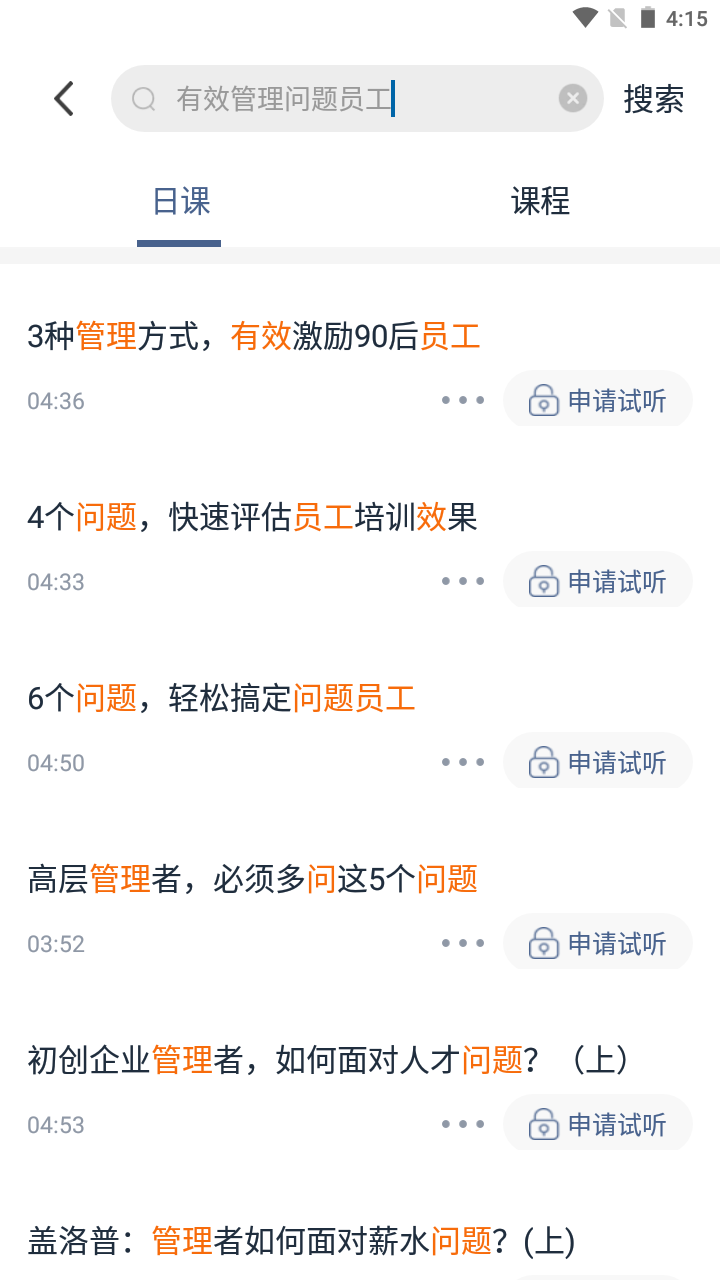 4:15
有效管理问题员工
搜索
日课
课程
3种管理方式，有效激励90后员工
04:36
申请试听
4个问题，快速评估员工培训效果
04:33
申请试听
6个问题，轻松搞定问题员工
04:50
申请试听
高层管理者，必须多问这5个问题
03:52
申请试听
初创企业管理者，如何面对人才问题？（上）
04:53
申请试听
盖洛普：管理者如何面对薪水问题？(上)